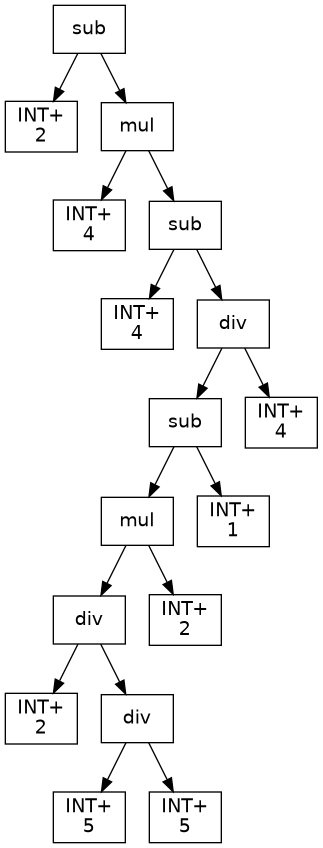 sub
INT+
2
mul
INT+
4
sub
INT+
4
div
sub
INT+
4
mul
INT+
1
div
INT+
2
INT+
2
div
INT+
5
INT+
5